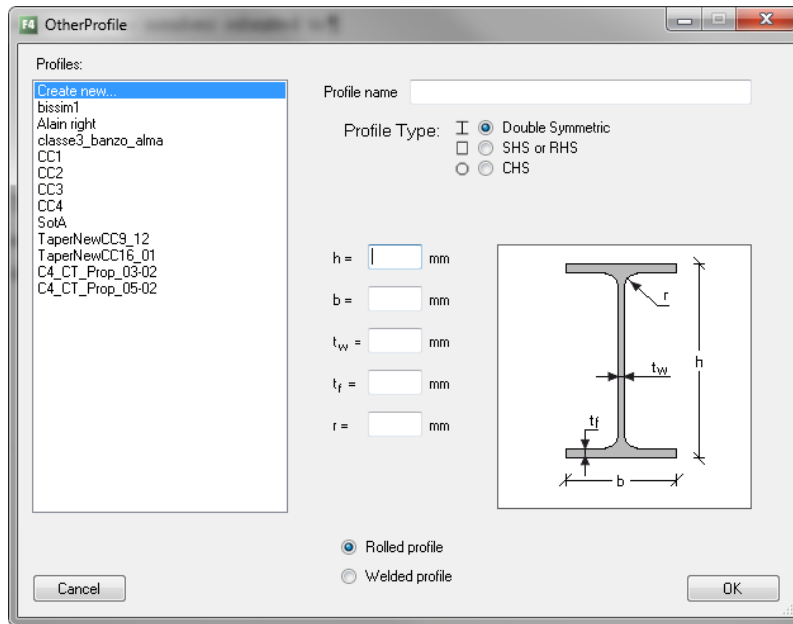 F4 OtherProfile
Profiles:
Create new...
bissim1
Alain right
classe3_banzo_alma
CC1
CC2
CC3
CC4
SotA
TaperNewCC9_12
TaperNewCC16_01
C4_CT_Prop_03-02
C4_CT_Prop_05-02
Profile name
Profile Type:
Double Symmetric
SHS or RHS
CHS
h = mm
b = mm
tw = mm
tf = mm
r = mm
r
h
tw
tf
b
Rolled profile
Welded profile
Cancel
OK